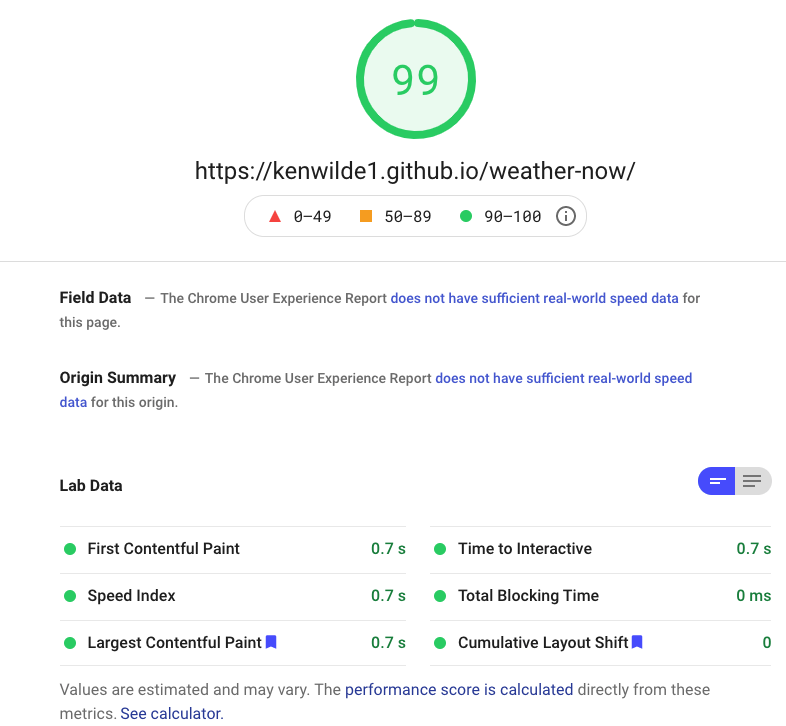 99
https://kenwilde1.github.io/weather-now/
0–49 50–89 90–100
Field Data — The Chrome User Experience Report does not have sufficient real-world speed data for
this page.
Origin Summary — The Chrome User Experience Report does not have sufficient real-world speed
data for this origin.
Lab Data
First Contentful Paint 0.7 s
Time to Interactive 0.7 s
Speed Index 0.7 s
Total Blocking Time 0 ms
Largest Contentful Paint 0.7 s
Cumulative Layout Shift 0
Values are estimated and may vary. The performance score is calculated directly from these
metrics. See calculator.